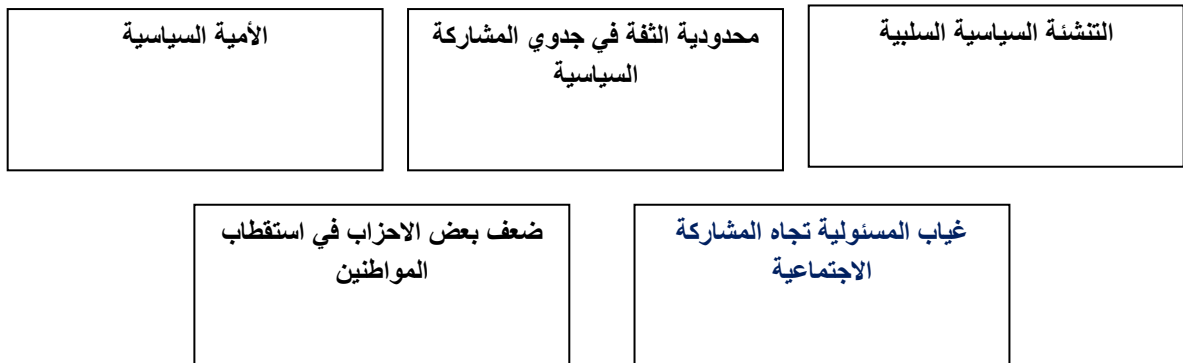 التنشئة السياسية السلبية
محدودية الثفة في جدوي المشاركة
السياسية
الأمية السياسية
غياب المسئولية تجاه المشاركة
الاجتماعية
ضعف بعض الاحزاب في استقطاب
المواطنين